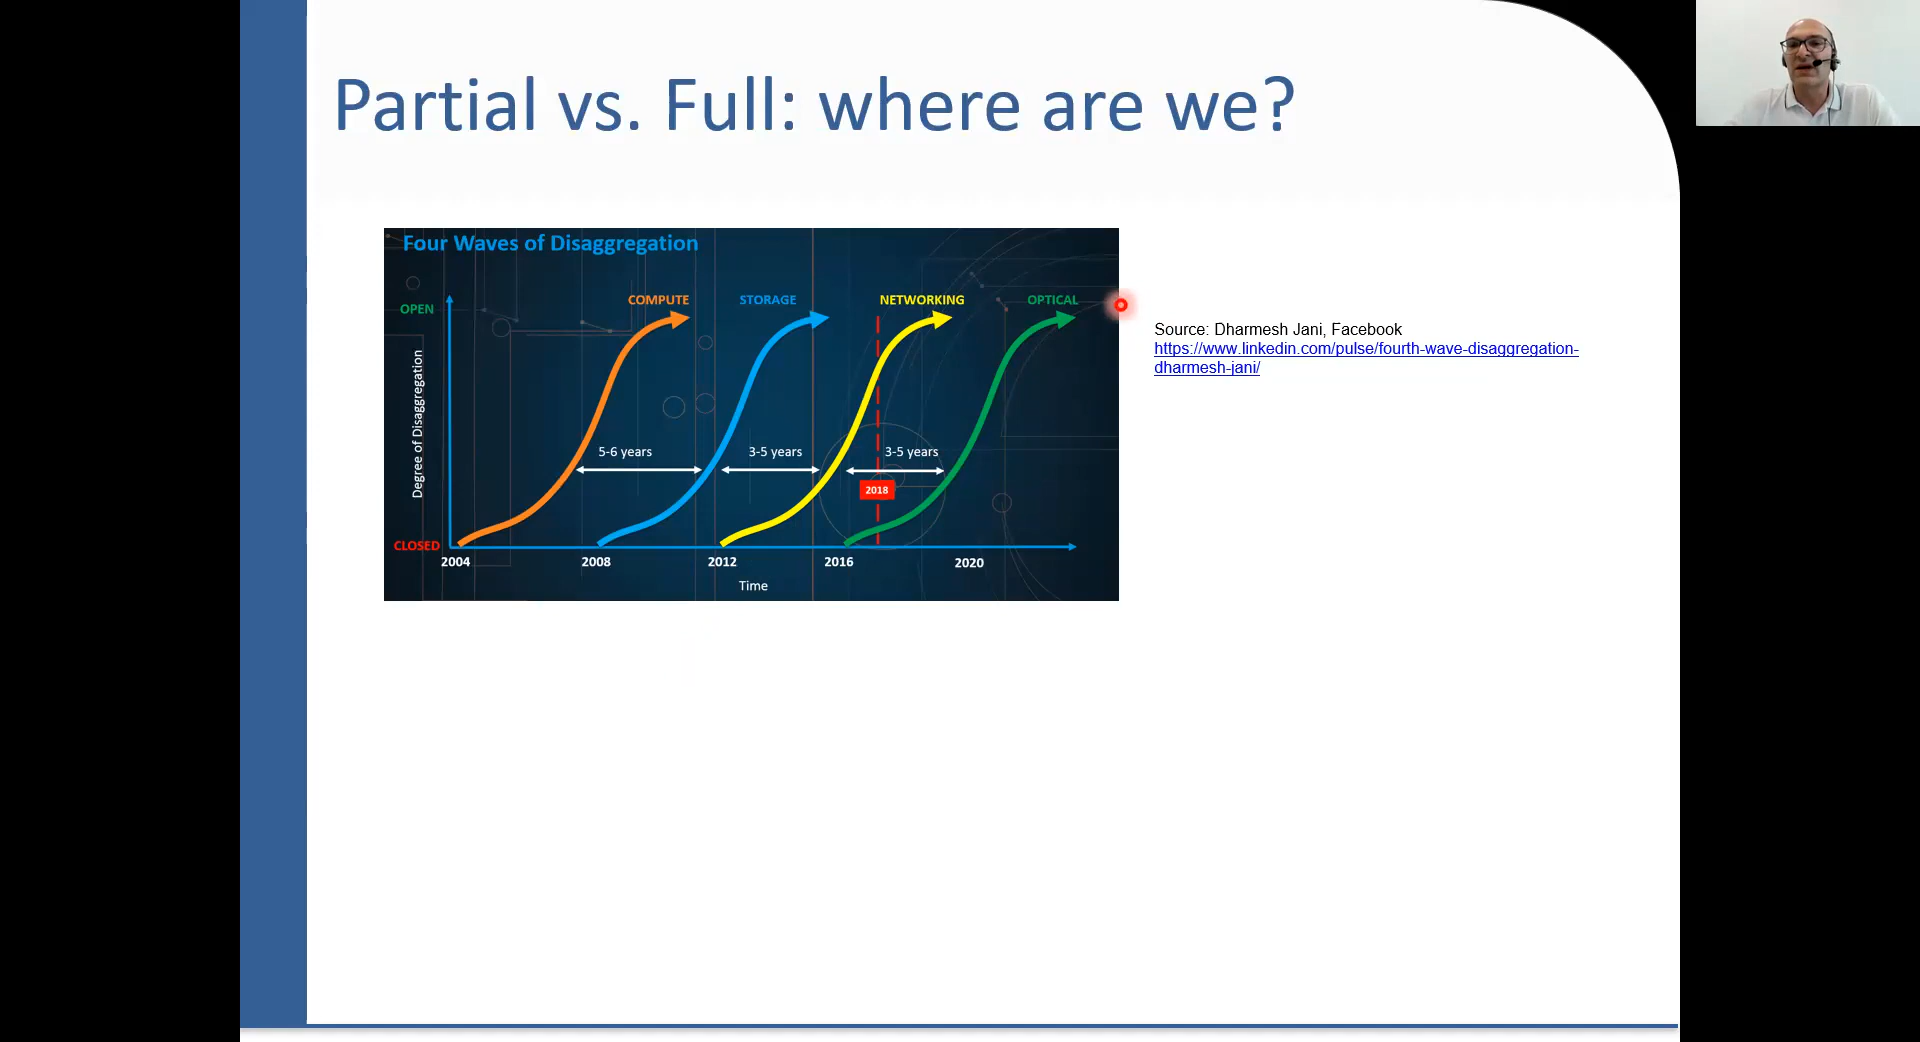 Partial vs. Full: where are we?
Four Waves of Disaggregation
COMPUTE
STORAGE
NETWORKING
OPTICAL
OPEN
Degree of Disaggregation
5-6 years
3-5 years
3-5 years
2018
CLOSED
2004
2008
2012
2016
2020
Time
Source: Dharmesh Jani, Facebook
https://www.linkedin.com/pulse/fourth-wave-disaggregation-
dharmesh-jani/